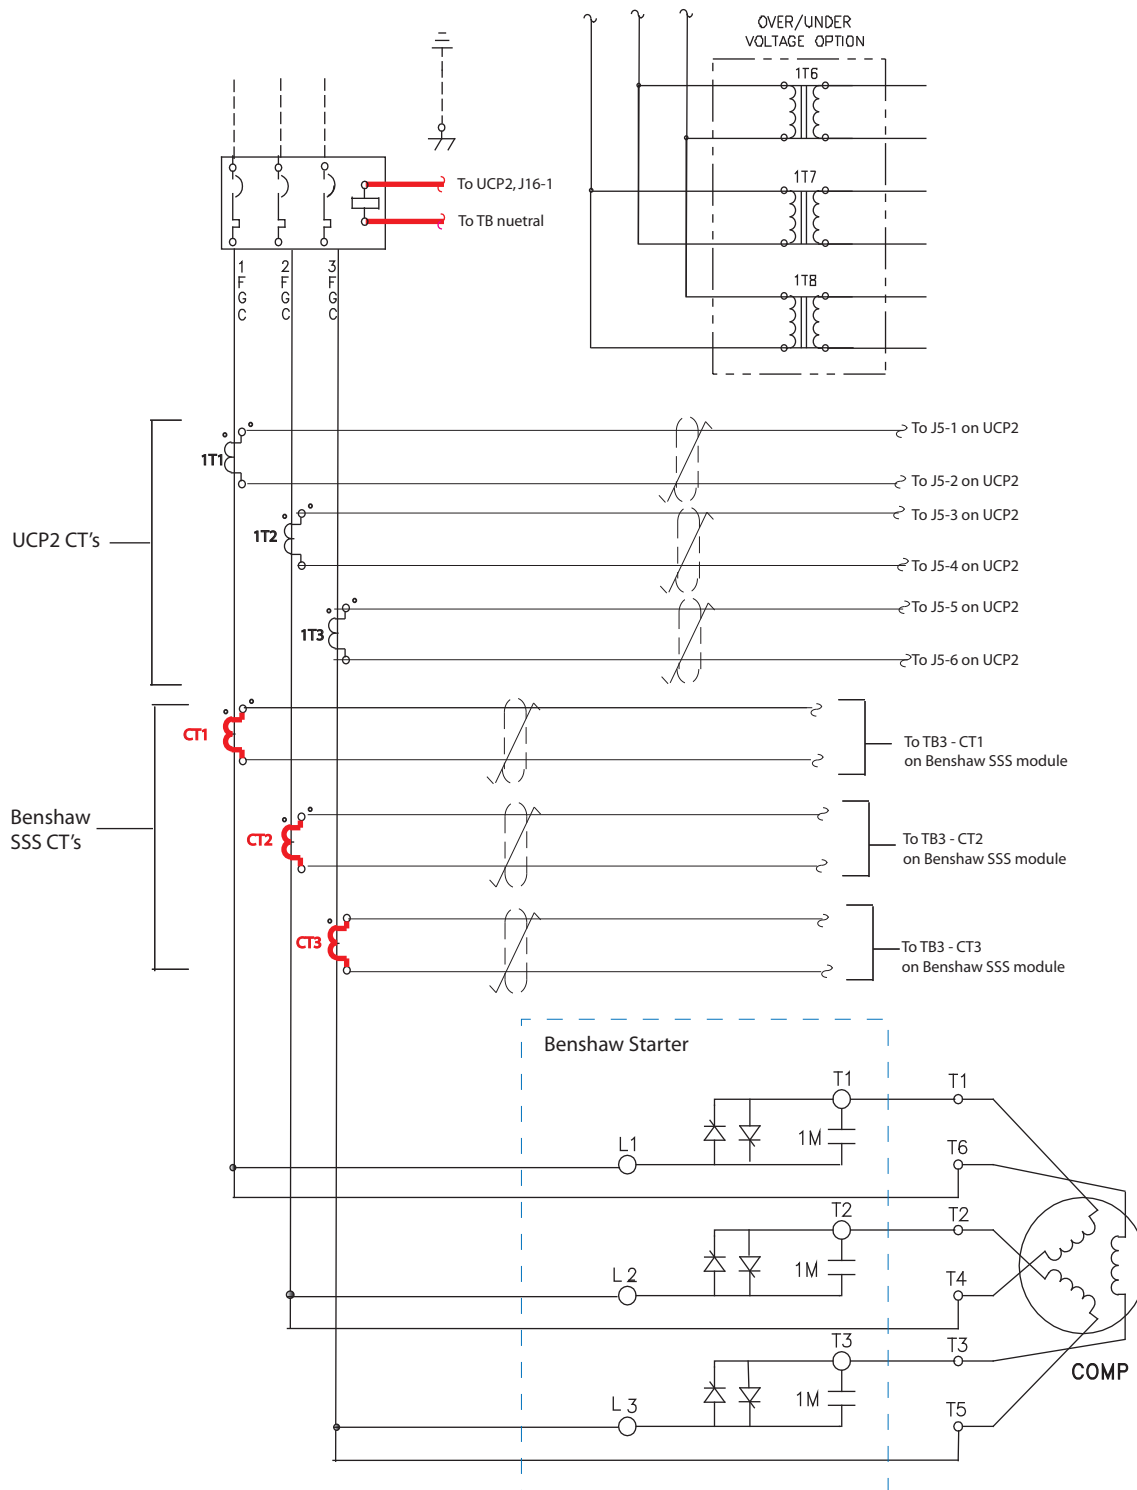 OVER/UNDER
VOLTAGE OPTION
1T6
To UCP2, J16-1
1T7
To TB nuetral
1FGC
2FGC
3FGC
1T8
To J5-1 on UCP2
1T1
To J5-2 on UCP2
To J5-3 on UCP2
1T2
UCP2 CT's
To J5-4 on UCP2
To J5-5 on UCP2
1T3
To J5-6 on UCP2
CT1
To TB3 - CT1
on Benshaw SSS module
Benshaw
SSS CT's
CT2
To TB3 - CT2
on Benshaw SSS module
CT3
To TB3 - CT3
on Benshaw SSS module
Benshaw Starter
T1
T1
1M
L1
T6
T2
T2
1M
L2
T4
T3
T3
COMP
1M
L3
T5